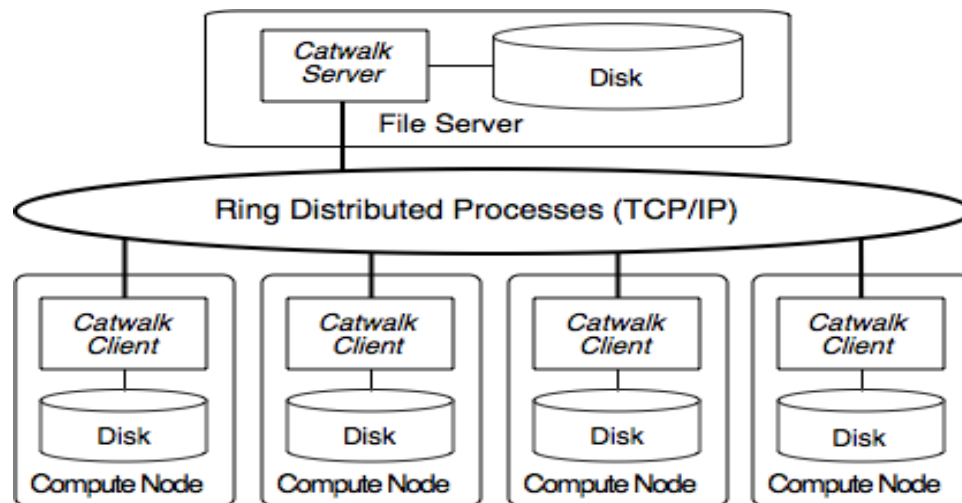 Catwalk
Server
Disk
File Server
Ring Distributed Processes (TCP/IP)
Catwalk
Client
Disk
Compute Node
Catwalk
Client
Disk
Compute Node
Catwalk
Client
Disk
Compute Node
Catwalk
Client
Disk
Compute Node